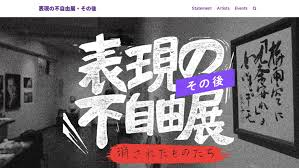 表現の不自由展・その後
Statement Artists Events
表現の
その後
不自由展
消されたものたち